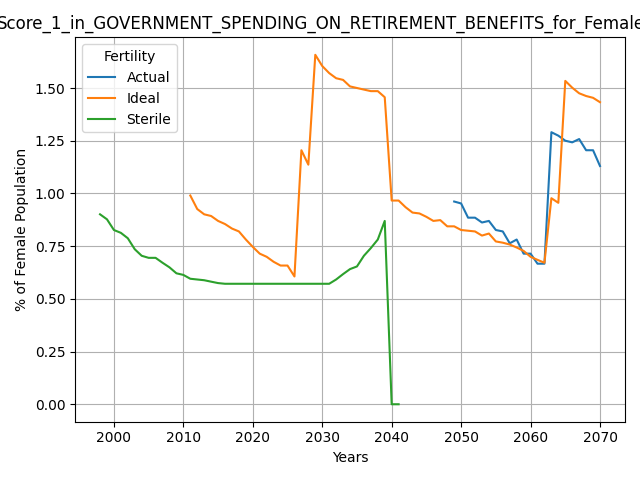 Score_1_in_GOVERNMENT_SPENDING_ON_RETIREMENT_BENEFITS_for_Female
Fertility
Actual
Ideal
Sterile
1.50
1.25
1.00
0.75
0.50
0.25
0.00
% of Female Population
2000 2010 2020 2030 2040 2050 2060 2070
Years